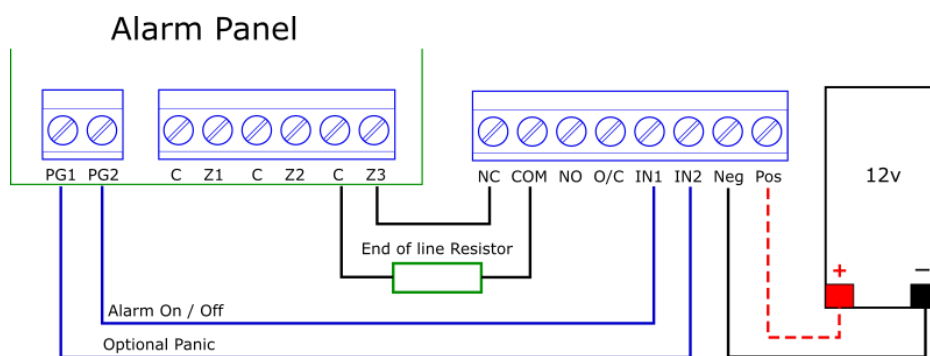 Alarm Panel
PG1 PG2 C Z1 C Z2 C Z3 NC COM NO O/C IN1 IN2 Neg Pos
12v
End of line Resistor
+ −
Alarm On / Off
Optional Panic